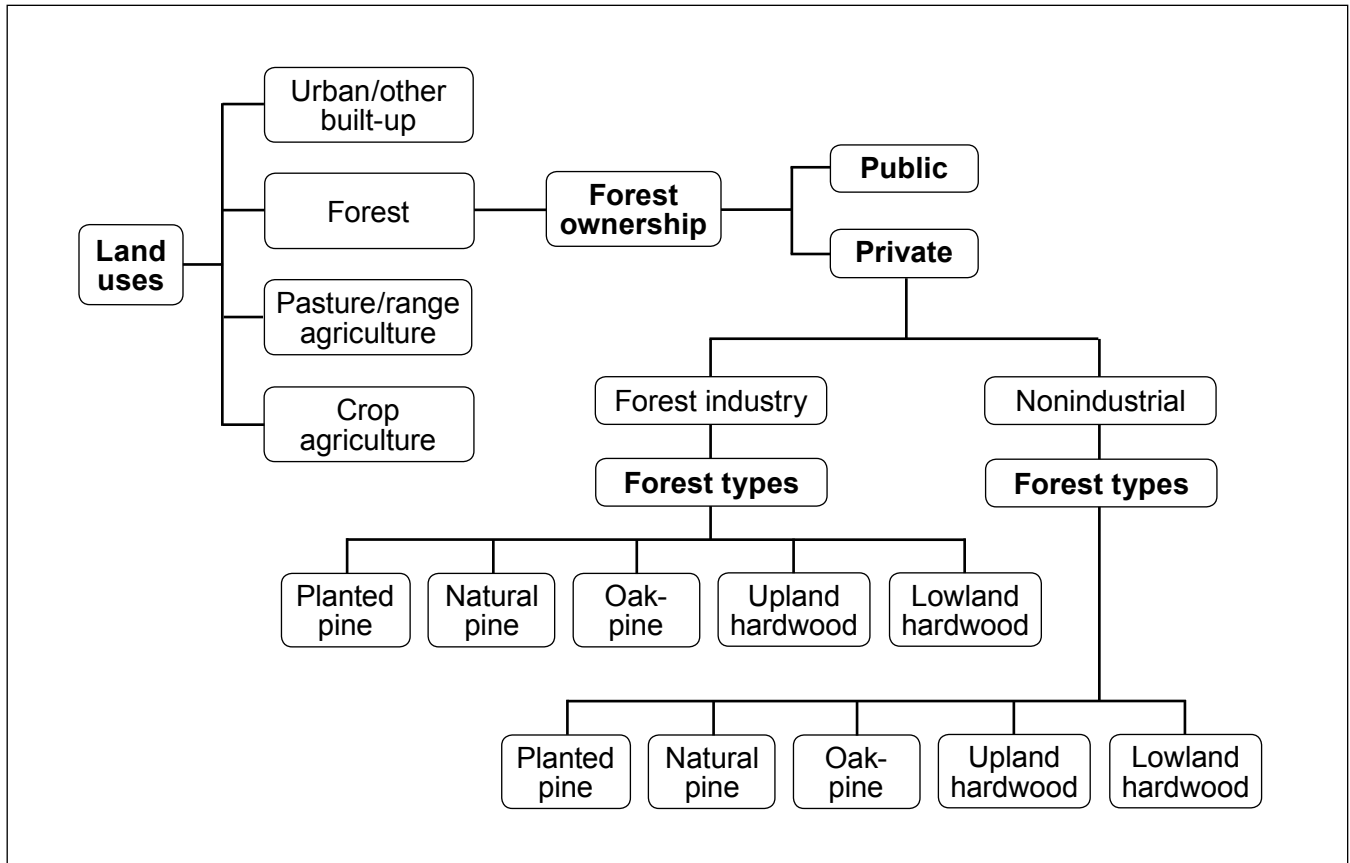 Urban/other
built-up
Forest
Land
uses
Pasture/range
agriculture
Crop
agriculture
Forest
ownership
Public
Private
Forest industry
Nonindustrial
Forest types
Forest types
Planted
pine
Natural
pine
Oak-
pine
Upland
hardwood
Lowland
hardwood
Planted
pine
Natural
pine
Oak-
pine
Upland
hardwood
Lowland
hardwood